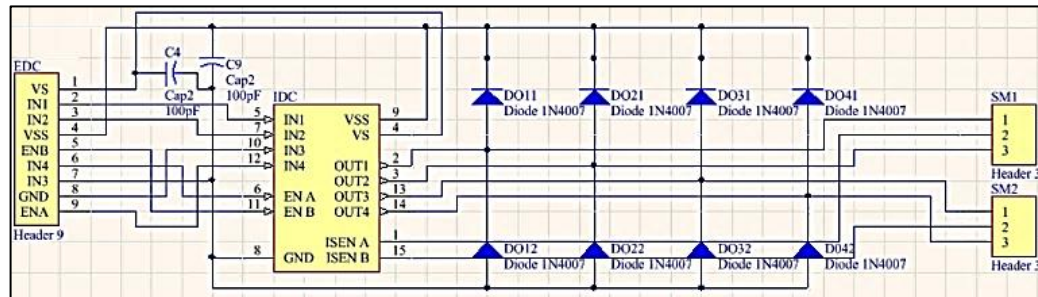 EDC
VS
IN1
IN2
VSS
ENB
IN4
IN3
GND
ENA
1
2
3
4
5
6
7
8
9
Header 9
C4
Cap2
100pF
C9
Cap2
100pF
IDC
5 IN1
7 IN2
10 IN3
12 IN4
6 EN A
11 EN B
8 GND
VSS 9
VS 4
OUT1 2
OUT2 3
OUT3 13
OUT4 14
ISEN A 1
ISEN B 15
DO11
Diode 1N4007
DO21
Diode 1N4007
DO31
Diode 1N4007
DO41
Diode 1N4007
DO12
Diode 1N4007
DO22
Diode 1N4007
DO32
Diode 1N4007
D042
Diode 1N4007
SM1
1
2
3
Header 3
SM2
1
2
3
Header 3